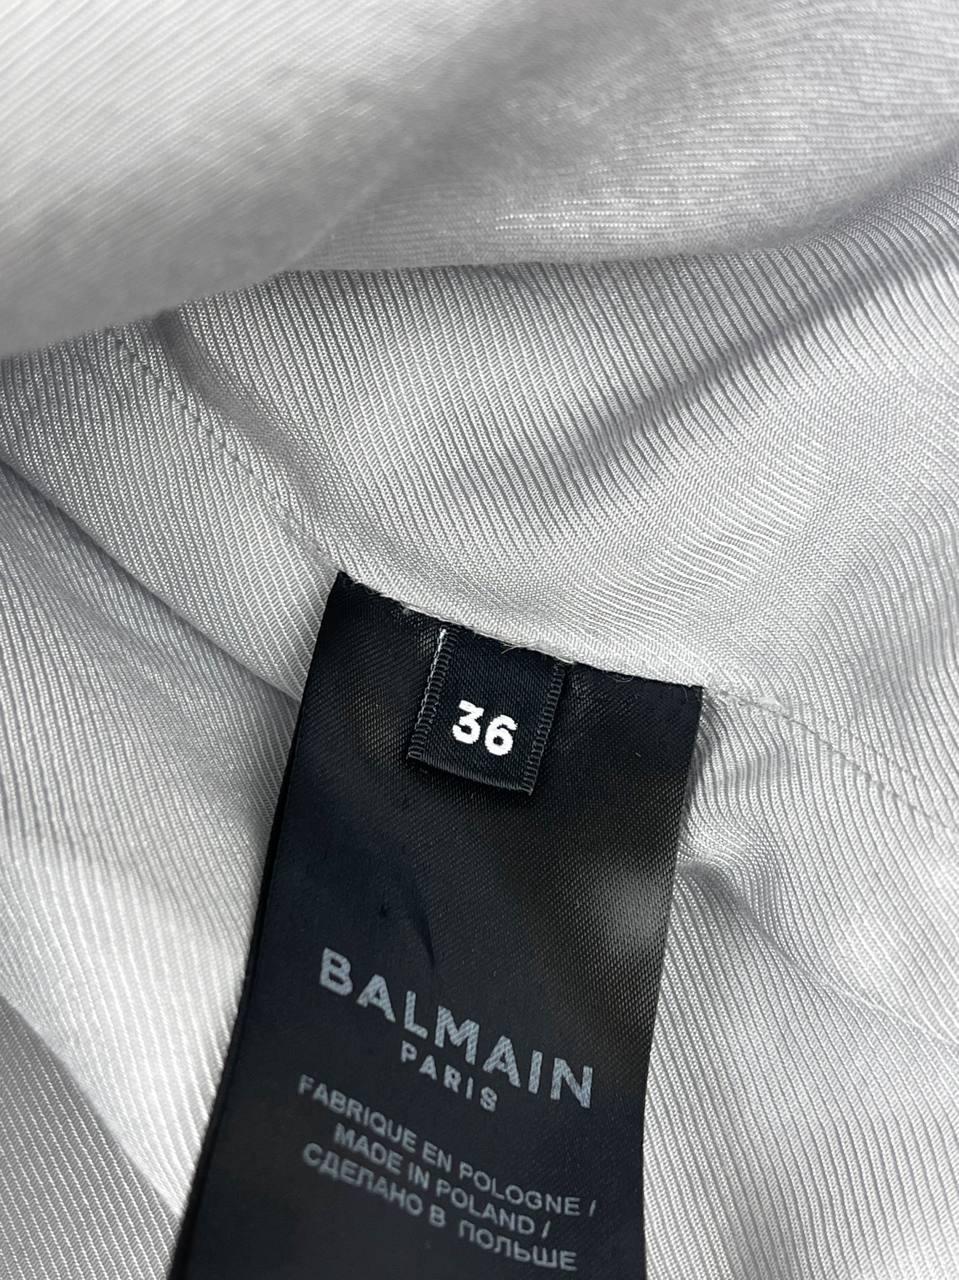 36
BALMAIN
PARIS
FABRIQUE EN POLOGNE /
MADE IN POLAND /
СДЕЛАНО В ПОЛЬШЕ